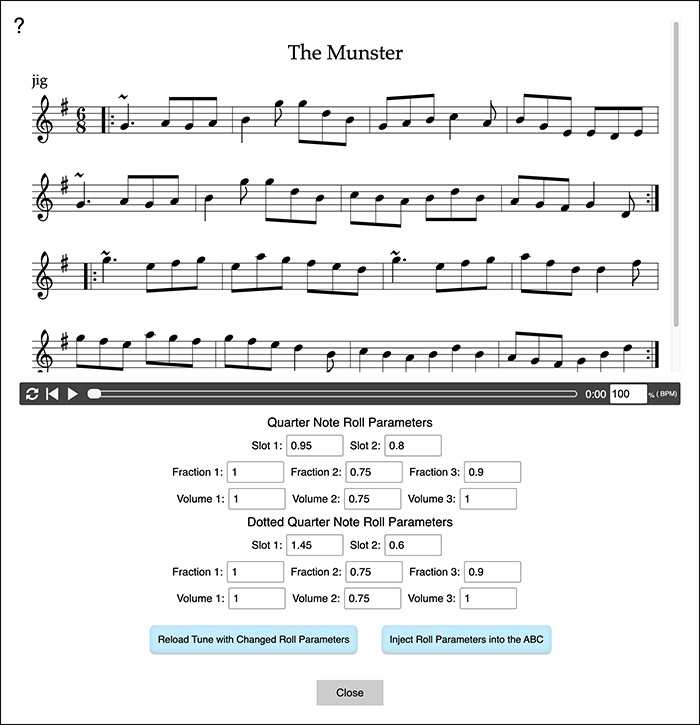 ?
The Munster
jig
6
8
0:00 100 % ( BPM)
Quarter Note Roll Parameters
Slot 1: 0.95 Slot 2: 0.8
Fraction 1: 1 Fraction 2: 0.75 Fraction 3: 0.9
Volume 1: 1 Volume 2: 0.75 Volume 3: 1
Dotted Quarter Note Roll Parameters
Slot 1: 1.45 Slot 2: 0.6
Fraction 1: 1 Fraction 2: 0.75 Fraction 3: 0.9
Volume 1: 1 Volume 2: 0.75 Volume 3: 1
Reload Tune with Changed Roll Parameters Inject Roll Parameters into the ABC
Close